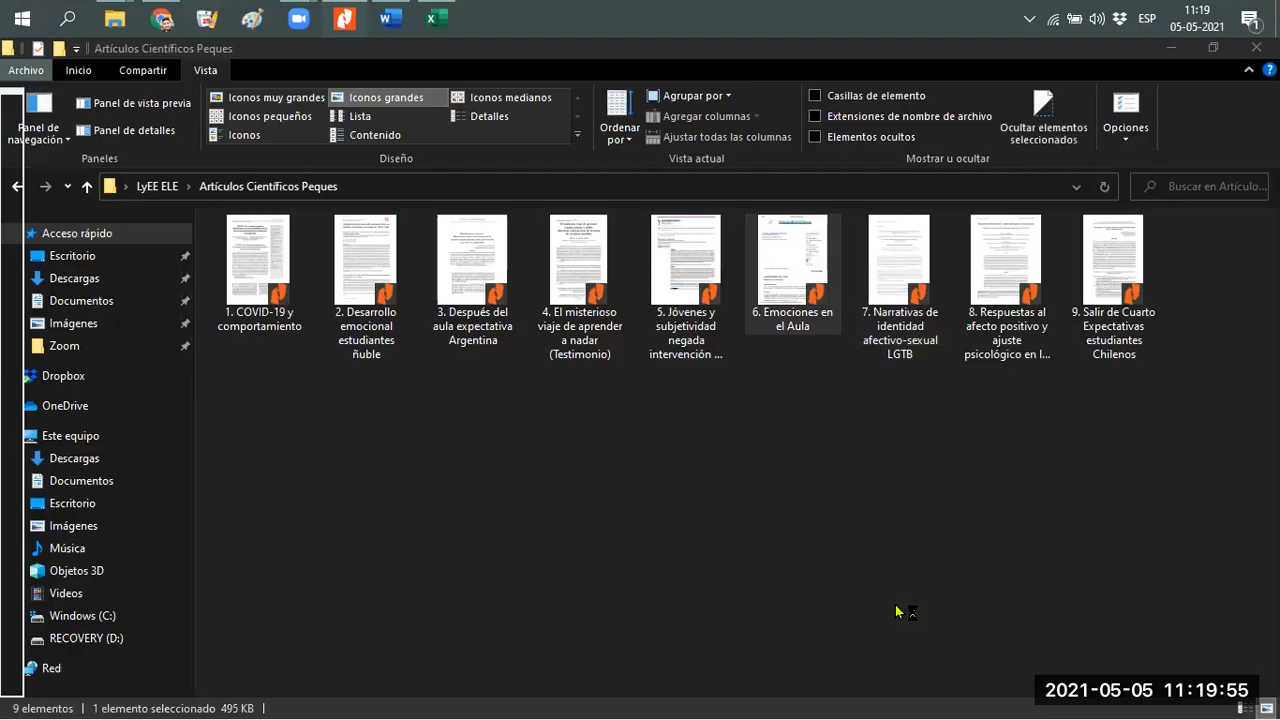 ESP
11:19
05-05-2021
1
Artículos Científicos Peques
Archivo
Inicio
Compartir
Vista
Panel de navegación
Panel de vista previa
Panel de detalles
Paneles
Iconos muy grandes
Iconos grandes
Iconos medianos
Iconos pequeños
Lista
Detalles
Iconos
Contenido
Diseño
Ordenar por
Agrupar por
Agregar columnas
Ajustar todas las columnas
Vista actual
Casillas de elemento
Extensiones de nombre de archivo
Elementos ocultos
Ocultar elementos seleccionados
Mostrar u ocultar
Opciones
LyEE ELE > Artículos Científicos Peques
Buscar en Artículo...
Acceso rápido
Escritorio
Descargas
Documentos
Imágenes
Zoom
Dropbox
OneDrive
Este equipo
Descargas
Documentos
Escritorio
Imágenes
Música
Objetos 3D
Videos
Windows (C:)
RECOVERY (D:)
Red
1. COVID-19 y
comportamiento
2. Desarrollo
emocional
estudiantes
ñuble
3. Después del
aula expectativa
Argentina
4. El misterioso
viaje de aprender
a nadar
(Testimonio)
5. Jóvenes y
subjetividad
negada
intervención ...
6. Emociones en
el Aula
7. Narrativas de
identidad
afectivo-sexual
LGTB
8. Respuestas al
afecto positivo y
ajuste
psicológico en l...
9. Salir de Cuarto
Expectativas
estudiantes
Chilenos
2021-05-05 11:19:55
9 elementos
1 elemento seleccionado 495 KB